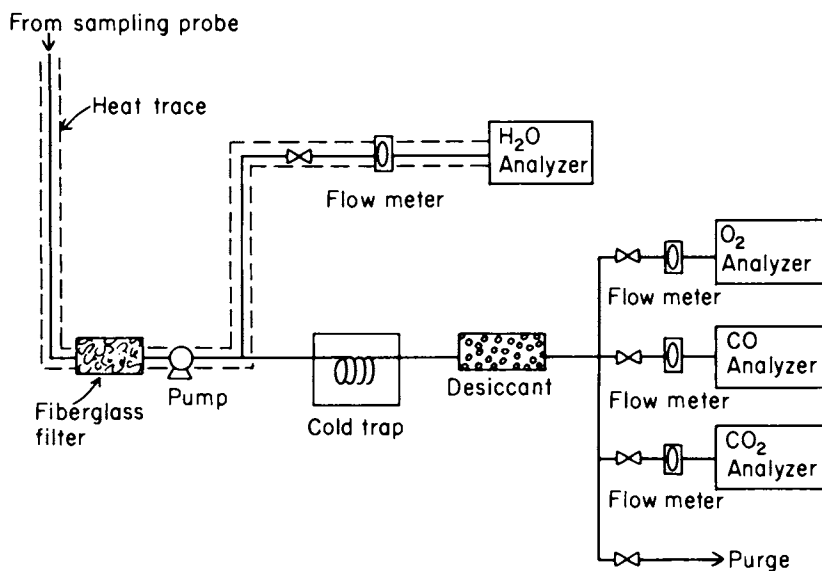 From sampling probe
Heat trace
H₂O
Analyzer
Flow meter
O₂
Analyzer
Flow meter
CO
Analyzer
Flow meter
CO₂
Analyzer
Flow meter
Purge
Fiberglass
filter
Pump
Cold trap
Desiccant